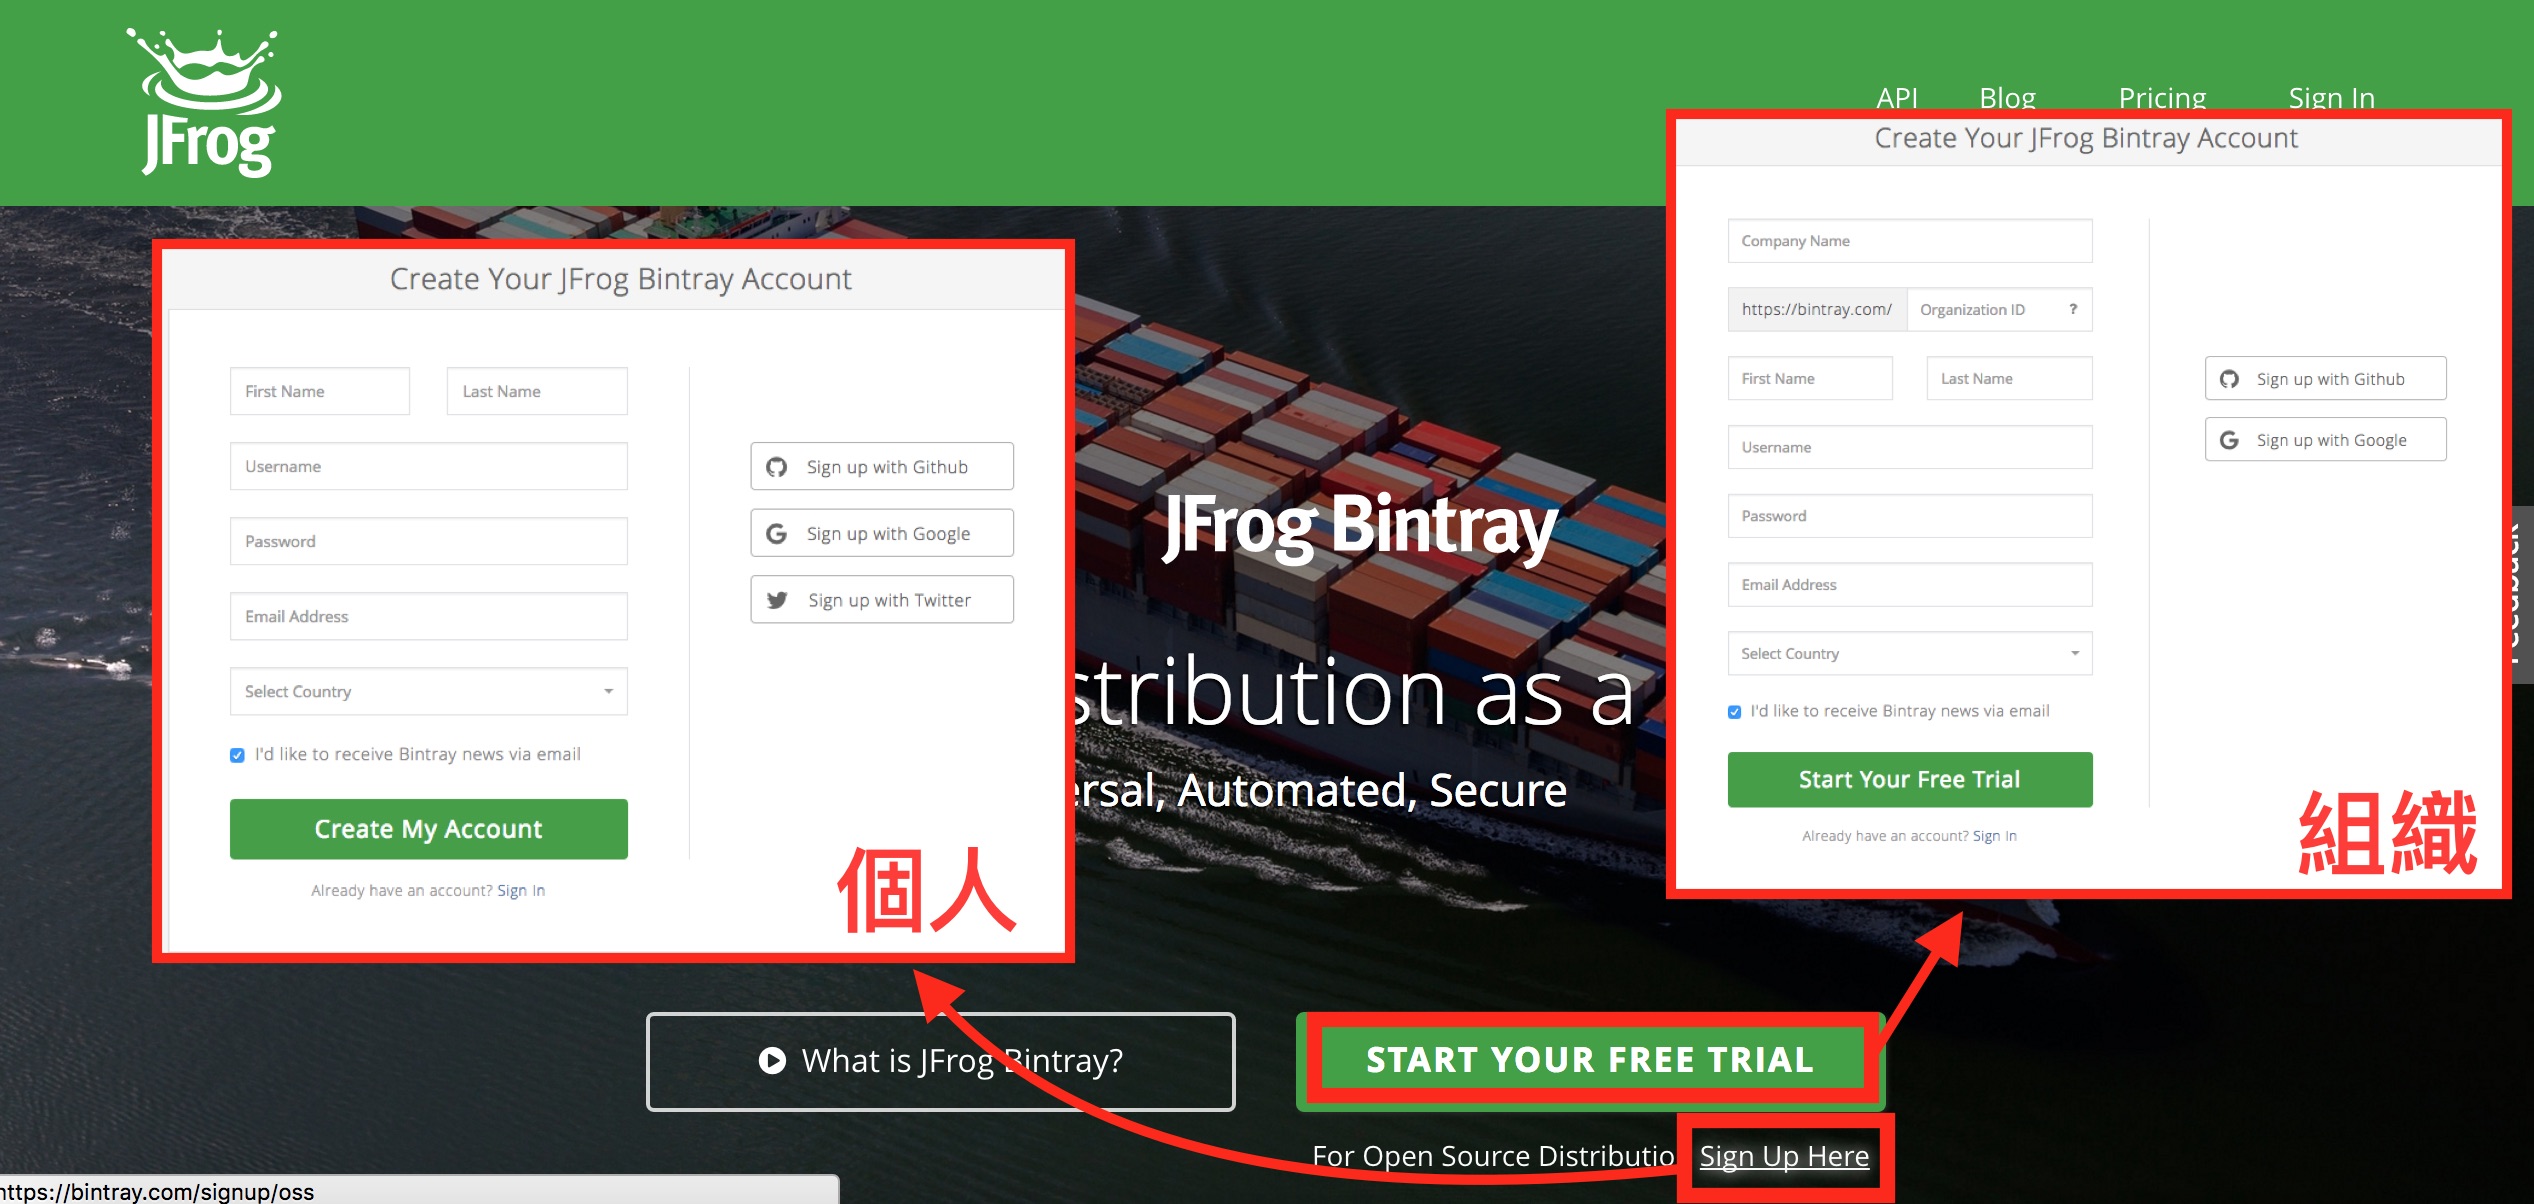 JFrog
API Blog Pricing Sign In
Create Your JFrog Bintray Account
First Name Last Name
Username
Password
Email Address
Select Country
I'd like to receive Bintray news via email
Create My Account
Already have an account? Sign In
Sign up with Github
Sign up with Google
Sign up with Twitter
個人
JFrog Bintray
stribution as a
ersal, Automated, Secure
Create Your JFrog Bintray Account
Company Name
https://bintray.com/ Organization ID ?
First Name Last Name
Username
Password
Email Address
Select Country
I'd like to receive Bintray news via email
Start Your Free Trial
Already have an account? Sign In
Sign up with Github
Sign up with Google
組織
Feedback
What is JFrog Bintray?
START YOUR FREE TRIAL
For Open Source Distributio Sign Up Here
https://bintray.com/signup/oss